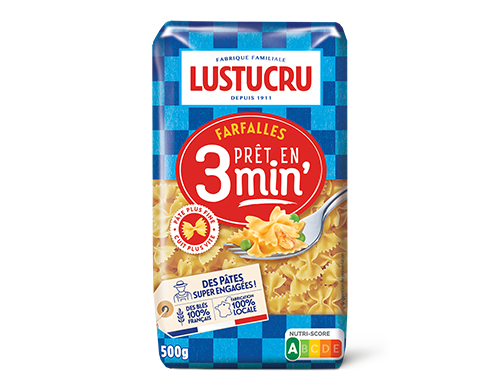 FABRIQUE FAMILIALE
LUSTUCRU
DEPUIS 1911
FARFALLES
3 PRÊT EN
min'
PÂTE PLUS FINE
CUIT PLUS VITE
DES PÂTES
SUPER ENGAGÉES !
DES BLÉS
100%
FRANÇAIS
FABRICATION
100%
LOCALE
500g
NUTRI-SCORE
A B C D E